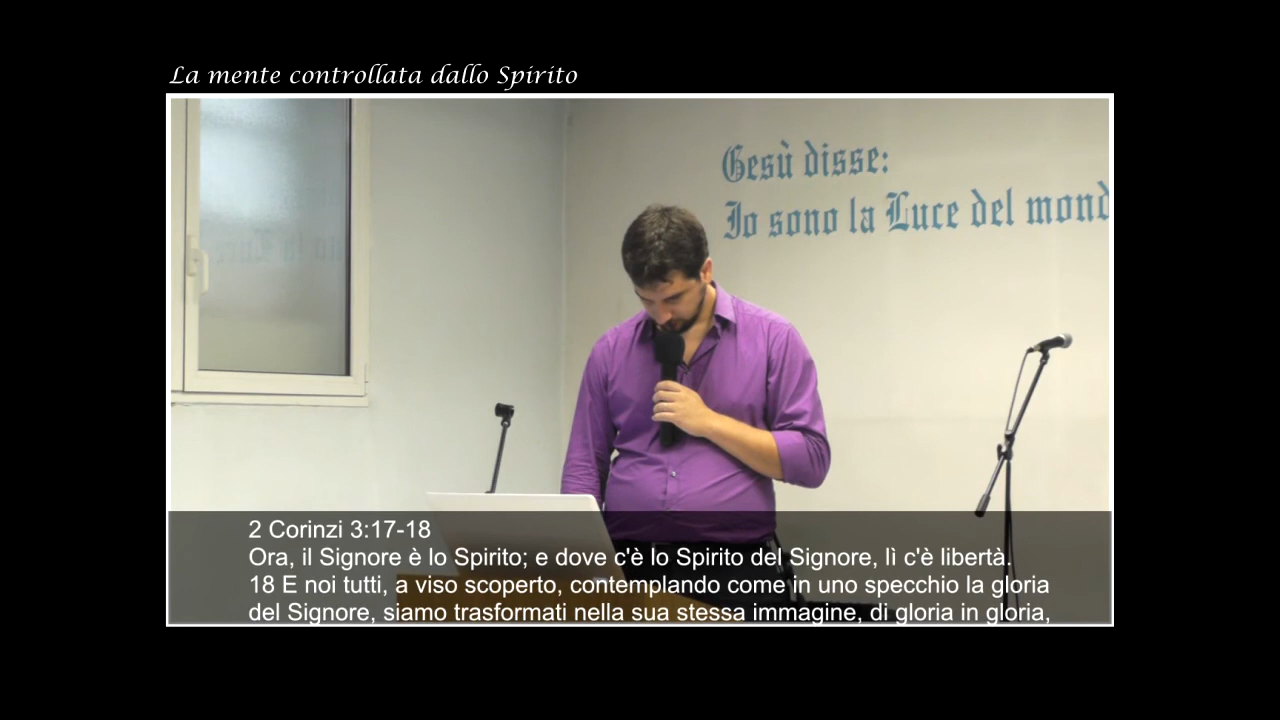 La mente controllata dallo Spirito
Gesù disse:
Io sono la Luce del mond
2 Corinzi 3:17-18
Ora, il Signore è lo Spirito; e dove c'è lo Spirito del Signore, lì c'è libertà.
18 E noi tutti, a viso scoperto, contemplando come in uno specchio la gloria
del Signore, siamo trasformati nella sua stessa immagine, di gloria in gloria,